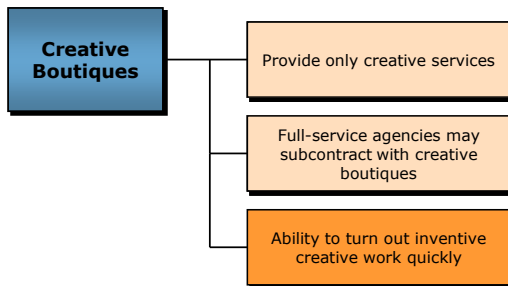 Creative
Boutiques
Provide only creative services
Full-service agencies may
subcontract with creative
boutiques
Ability to turn out inventive
creative work quickly